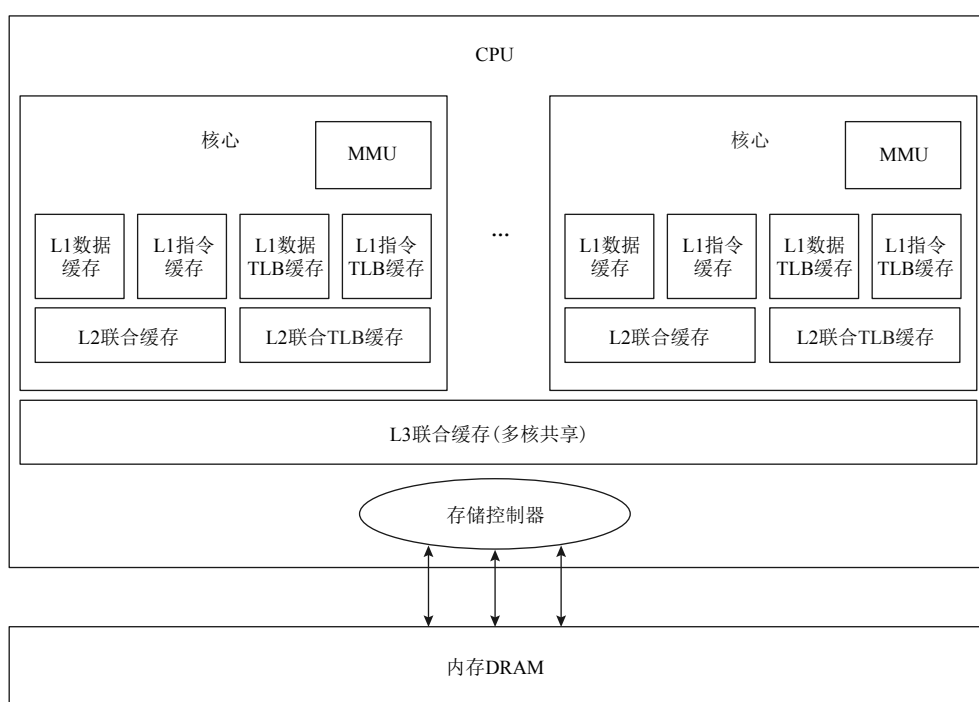 CPU
核心
MMU
L1数据
缓存
L1指令
缓存
L1数据
TLB缓存
L1指令
TLB缓存
L2联合缓存
L2联合TLB缓存
...
核心
MMU
L1数据
缓存
L1指令
缓存
L1数据
TLB缓存
L1指令
TLB缓存
L2联合缓存
L2联合TLB缓存
L3联合缓存(多核共享)
存储控制器
内存DRAM